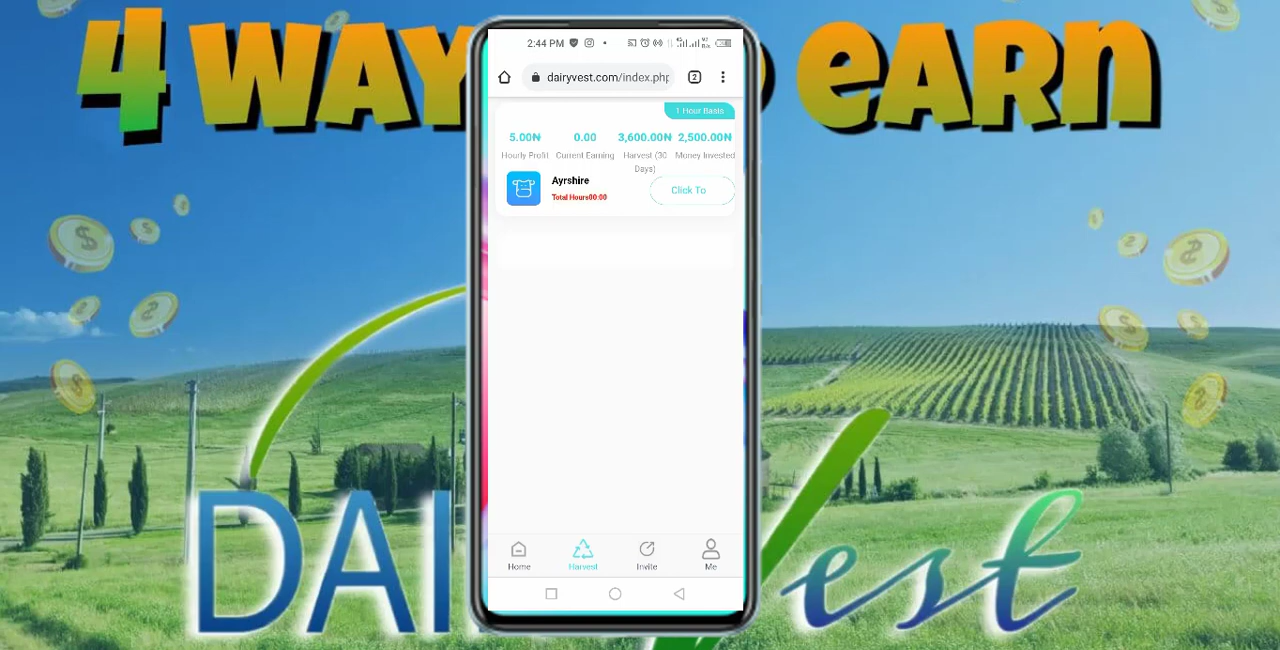 4 WAY earn
2:44 PM
dairyvest.com/index.php
2
1 Hour Basis
5.00₦ 0.00 3,600.00₦ 2,500.00₦
Hourly Profit Current Earning Harvest (30 Days) Money Invested
Ayrshire
Total Hours00:00
Click To
Home Harvest Invite Me
DAI Vest